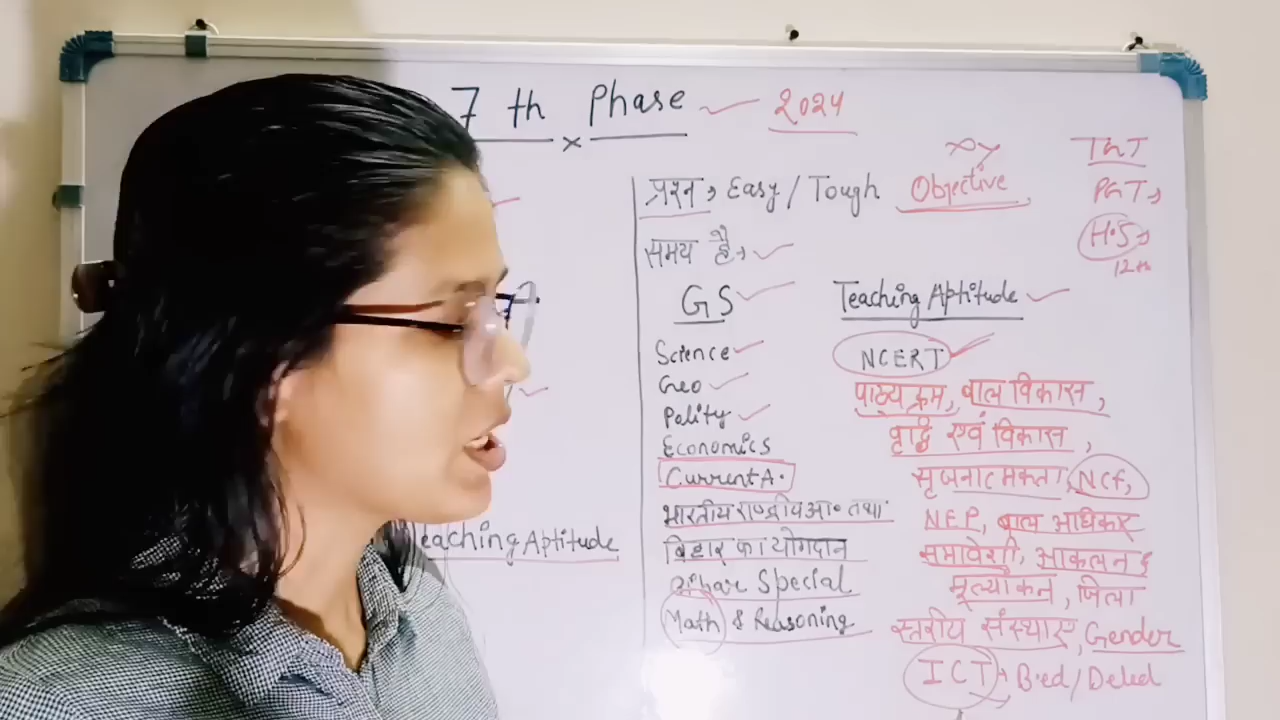 7 th Phase 2024
TGT
प्रश्न → Easy / Tough Objective
PGT →
समय है →
H.S →
12th
GS
Teaching Aptitude
Science
NCERT
Geo
पाठ्यक्रम, बाल विकास,
Polity
वृद्धि एवं विकास,
Economics
Current A.
सृजनात्मकता, NCF,
भारतीय राष्ट्रीय आ० तथा
NEP, बाल अधिकार
Teaching Aptitude
बिहार का योगदान
समावेशी, आकलन &
Bihar Special
मूल्यांकन, जिला
Math & Reasoning
स्तरीय संस्थाए, Gender
ICT → B.ed / Deled